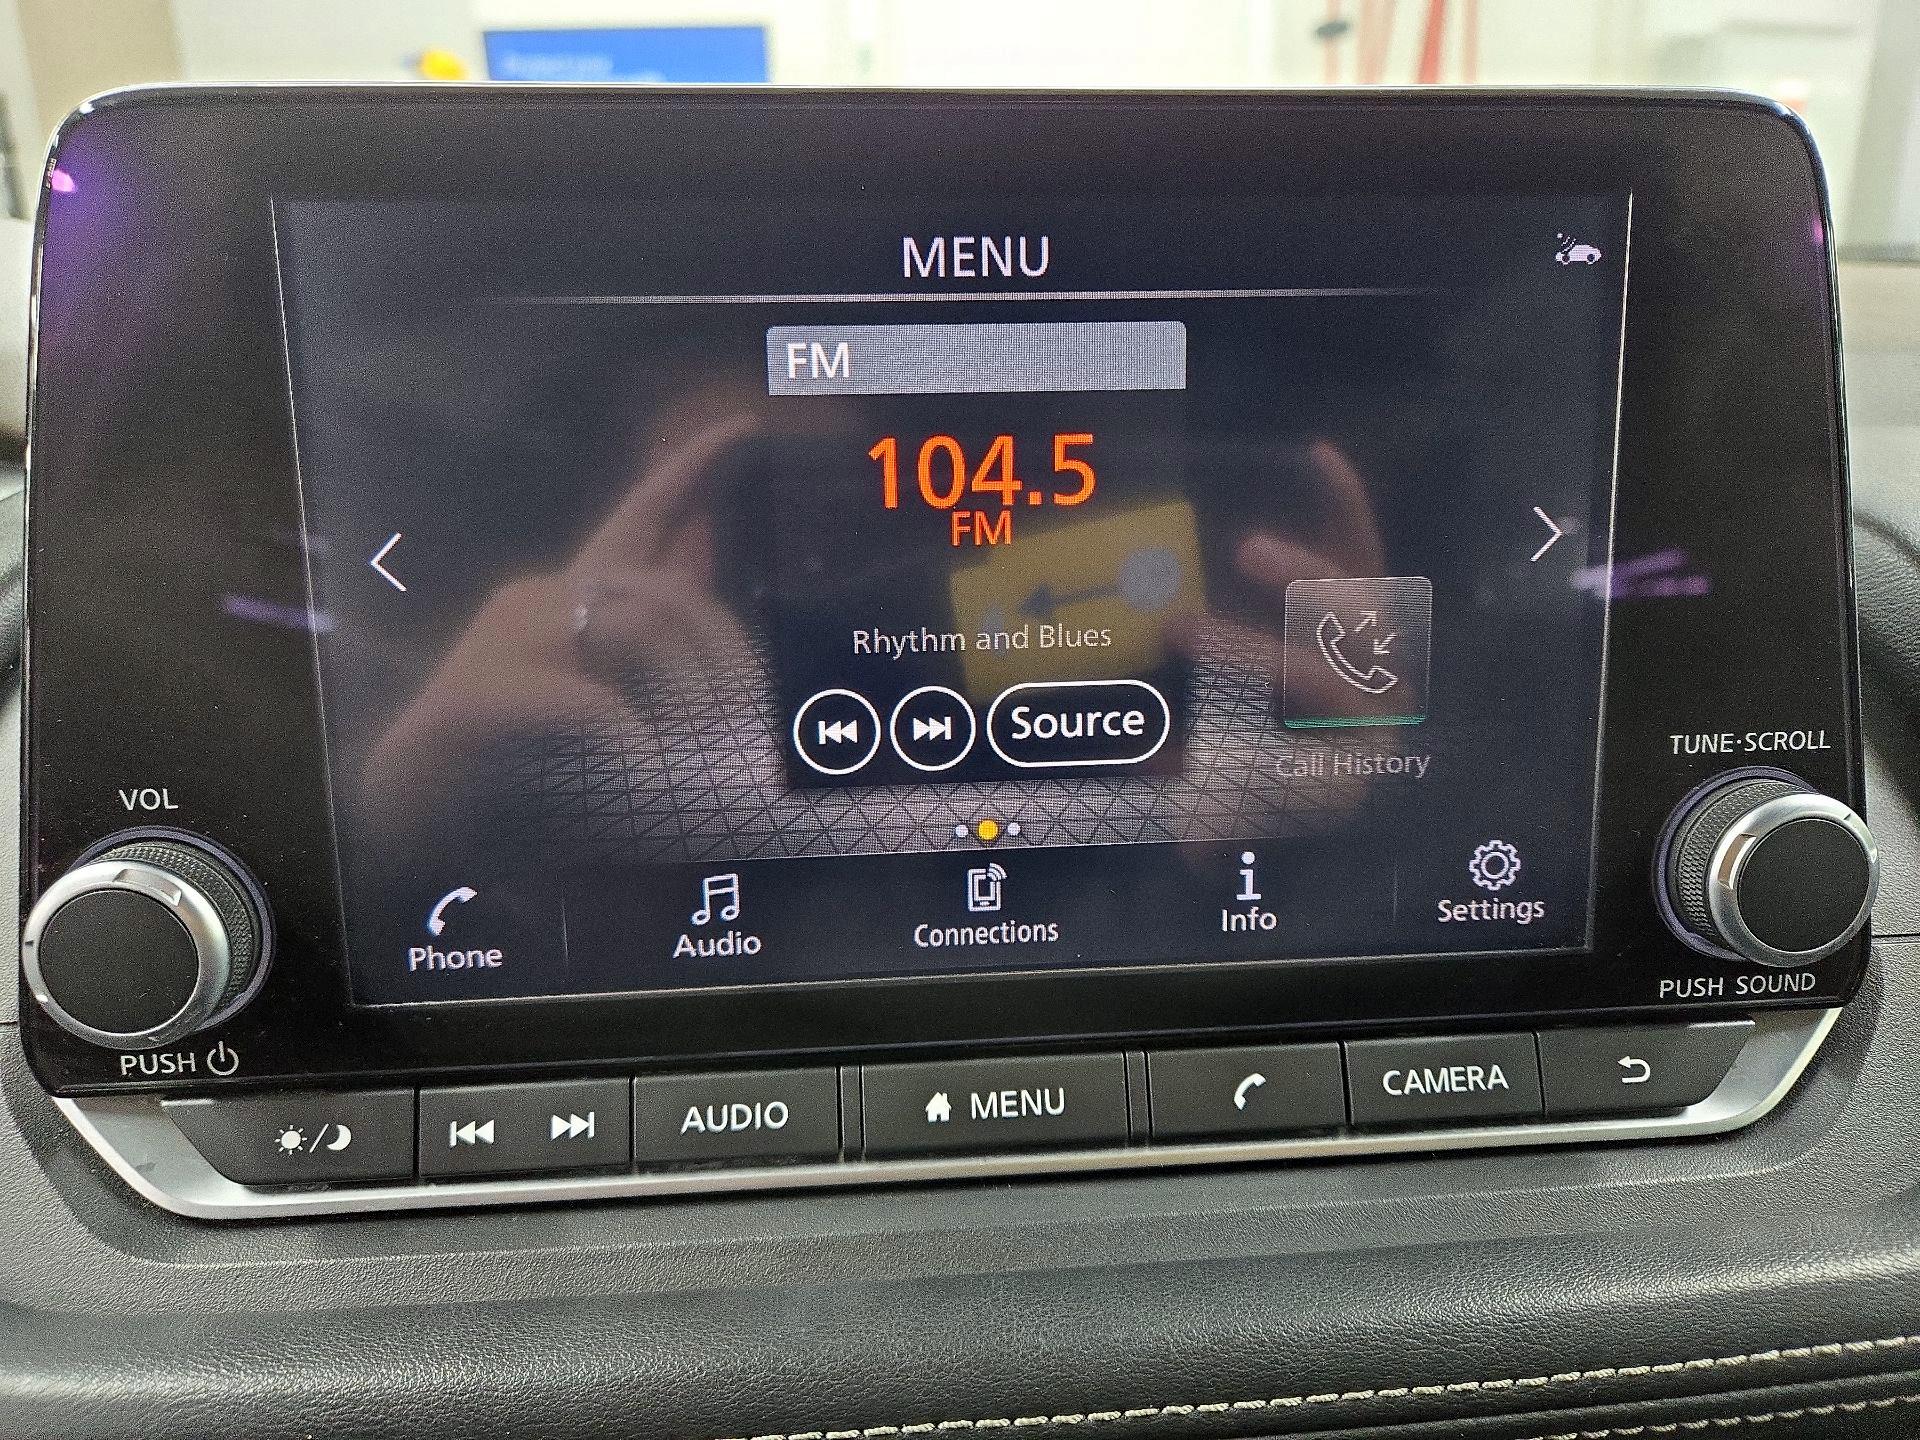 MENU
FM
104.5
FM
Rhythm and Blues
Source
Call History
Phone
Audio
Connections
Info
Settings
VOL
PUSH
TUNE·SCROLL
PUSH SOUND
AUDIO
MENU
CAMERA